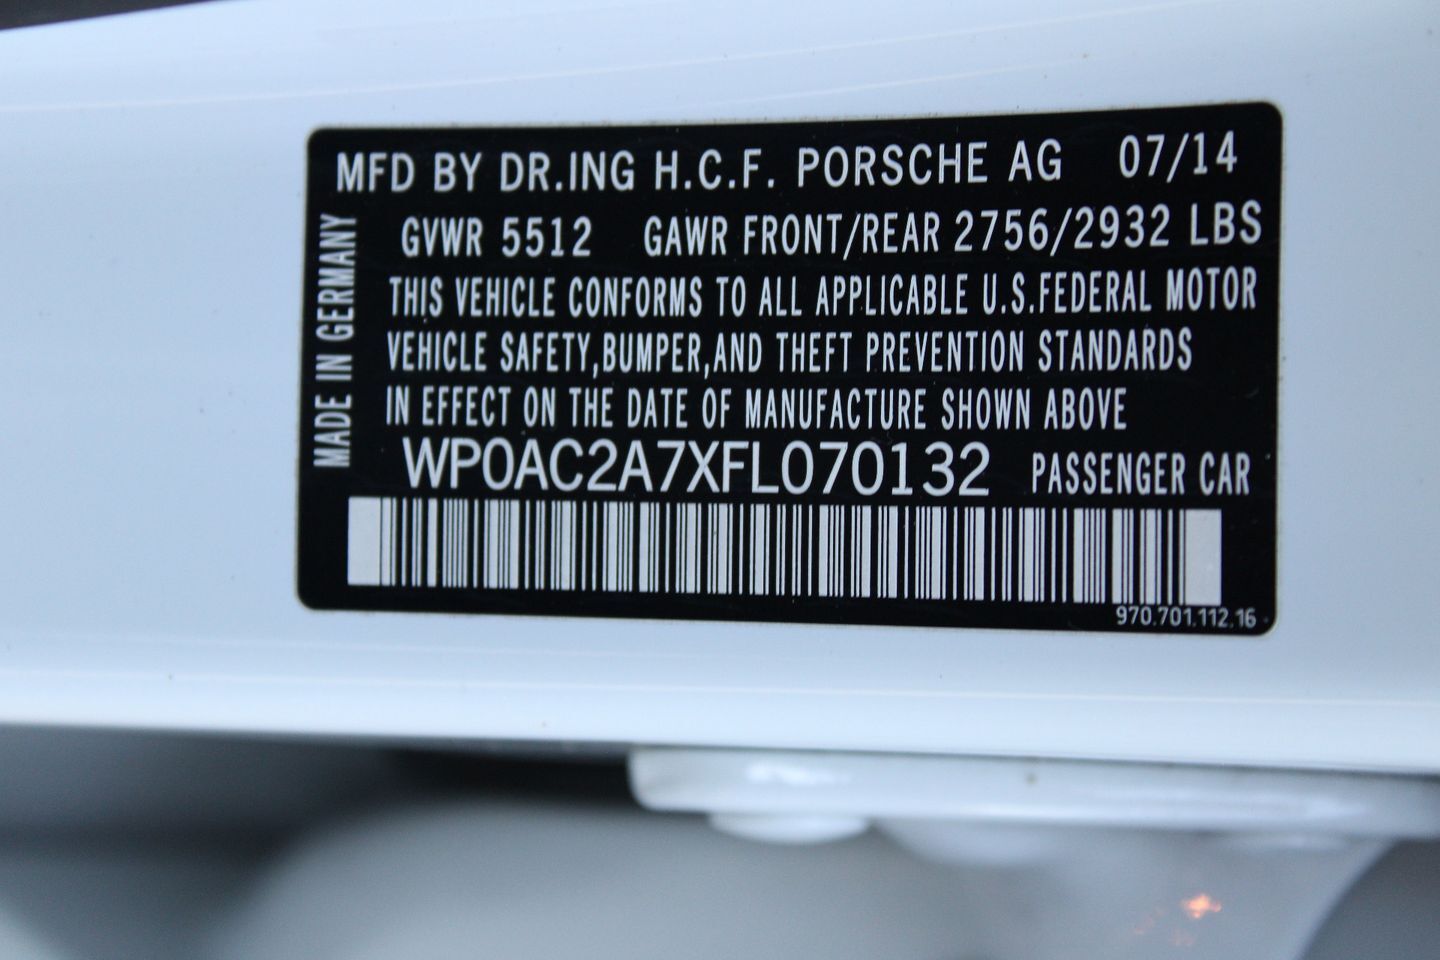 MFD BY DR.ING H.C.F. PORSCHE AG 07/14
GVWR 5512 GAWR FRONT/REAR 2756/2932 LBS
THIS VEHICLE CONFORMS TO ALL APPLICABLE U.S.FEDERAL MOTOR
VEHICLE SAFETY,BUMPER,AND THEFT PREVENTION STANDARDS
IN EFFECT ON THE DATE OF MANUFACTURE SHOWN ABOVE
WP0AC2A7XFL070132 PASSENGER CAR
970.701.112.16
MADE IN GERMANY